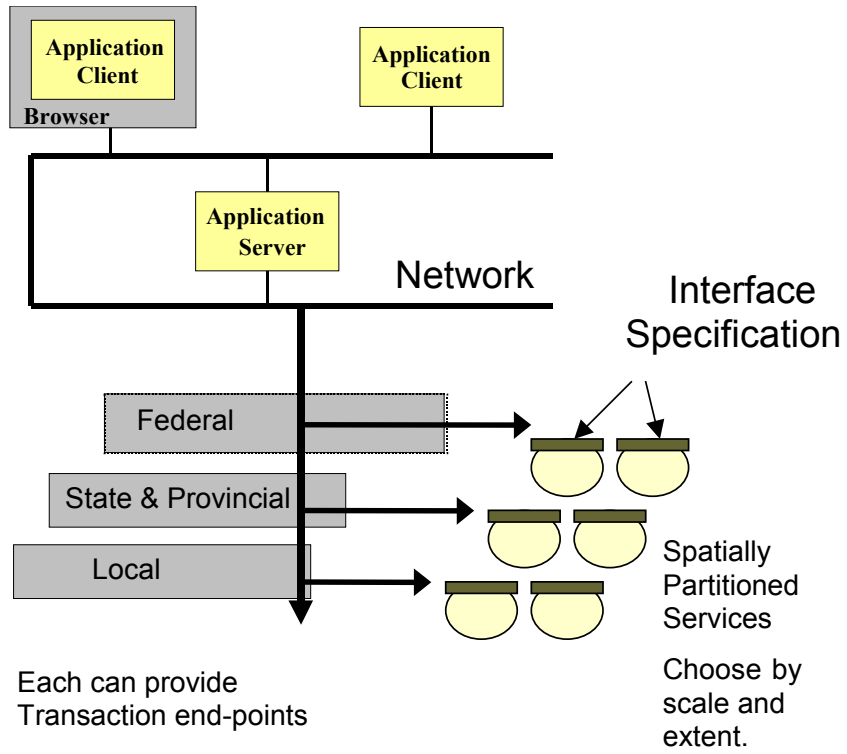 Application
Client
Browser
Application
Client
Application
Server
Network
Interface
Specification
Federal
State & Provincial
Local
Spatially
Partitioned
Services
Choose by
scale and
extent.
Each can provide
Transaction end-points